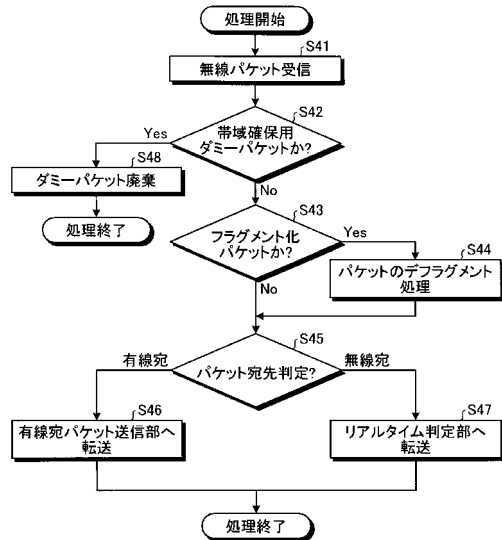 処理開始
S41
無線パケット受信
S42
帯域確保用
ダミーパケットか?
Yes
No
S48
ダミーパケット廃棄
処理終了
S43
フラグメント化
パケットか?
Yes
No
S44
パケットのデフラグメント
処理
S45
パケット宛先判定?
有線宛
無線宛
S46
有線宛パケット送信部へ
転送
S47
リアルタイム判定部へ
転送
処理終了